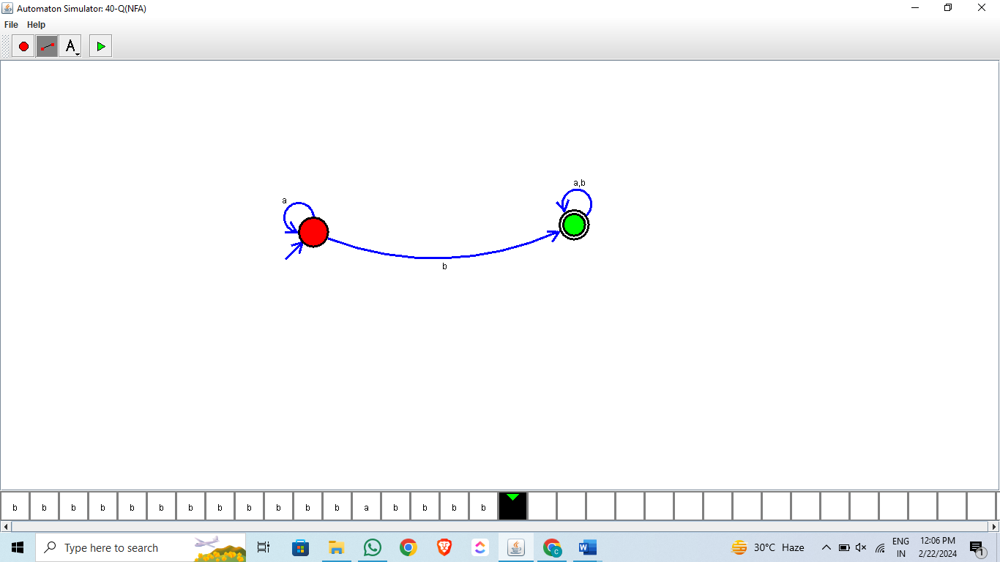 Automaton Simulator: 40-Q(NFA)
File Help
A
a
a,b
b
b b b b b b b b b b b b a b b b b
Type here to search
W
30°C Haze
ENG
IN
12:06 PM
2/22/2024
1